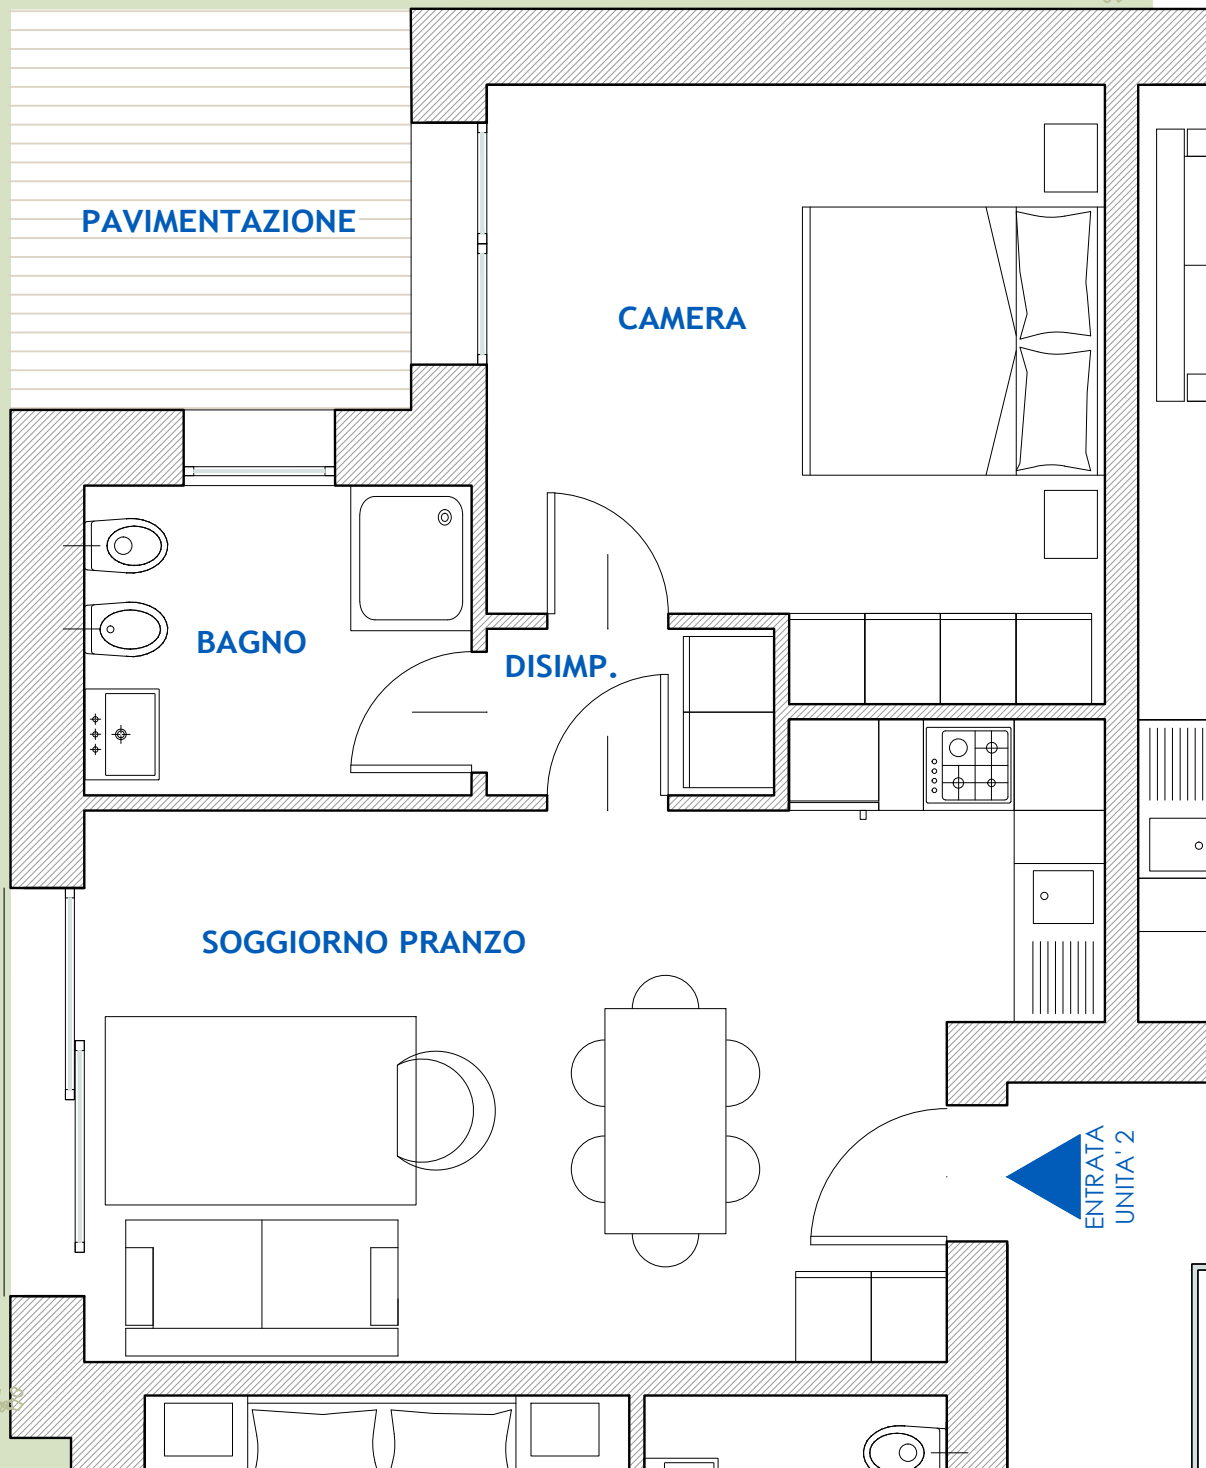 PAVIMENTAZIONE
CAMERA
BAGNO
DISIMP.
SOGGIORNO PRANZO
ENTRATA
UNITA' 2